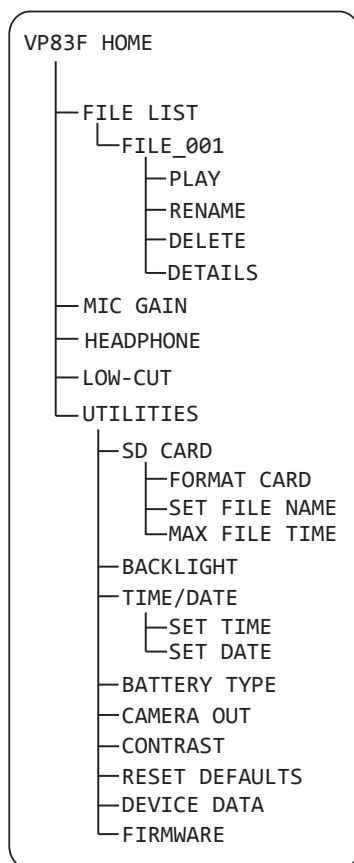 VP83F HOME
FILE LIST
FILE_001
PLAY
RENAME
DELETE
DETAILS
MIC GAIN
HEADPHONE
LOW-CUT
UTILITIES
SD CARD
FORMAT CARD
SET FILE NAME
MAX FILE TIME
BACKLIGHT
TIME/DATE
SET TIME
SET DATE
BATTERY TYPE
CAMERA OUT
CONTRAST
RESET DEFAULTS
DEVICE DATA
FIRMWARE